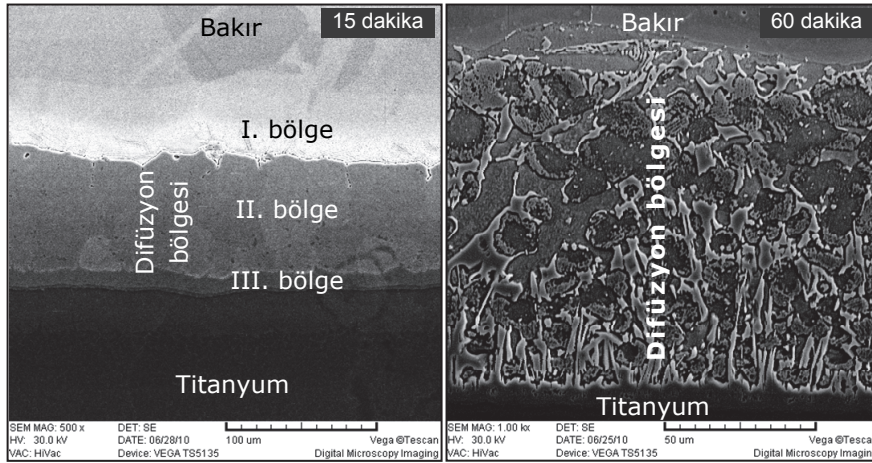 Bakır
15 dakika
I. bölge
Difüzyon
bölgesi
II. bölge
III. bölge
Titanyum
SEM MAG: 500 x
DET: SE
HV: 30.0 kV
DATE: 06/28/10
100 um
Vega ©Tescan
VAC: HiVac
Device: VEGA TS5135
Digital Microscopy Imaging
Bakır
60 dakika
Difüzyon bölgesi
Titanyum
SEM MAG: 1.00 kx
DET: SE
HV: 30.0 kV
DATE: 06/25/10
50 um
Vega ©Tescan
VAC: HiVac
Device: VEGA TS5135
Digital Microscopy Imaging